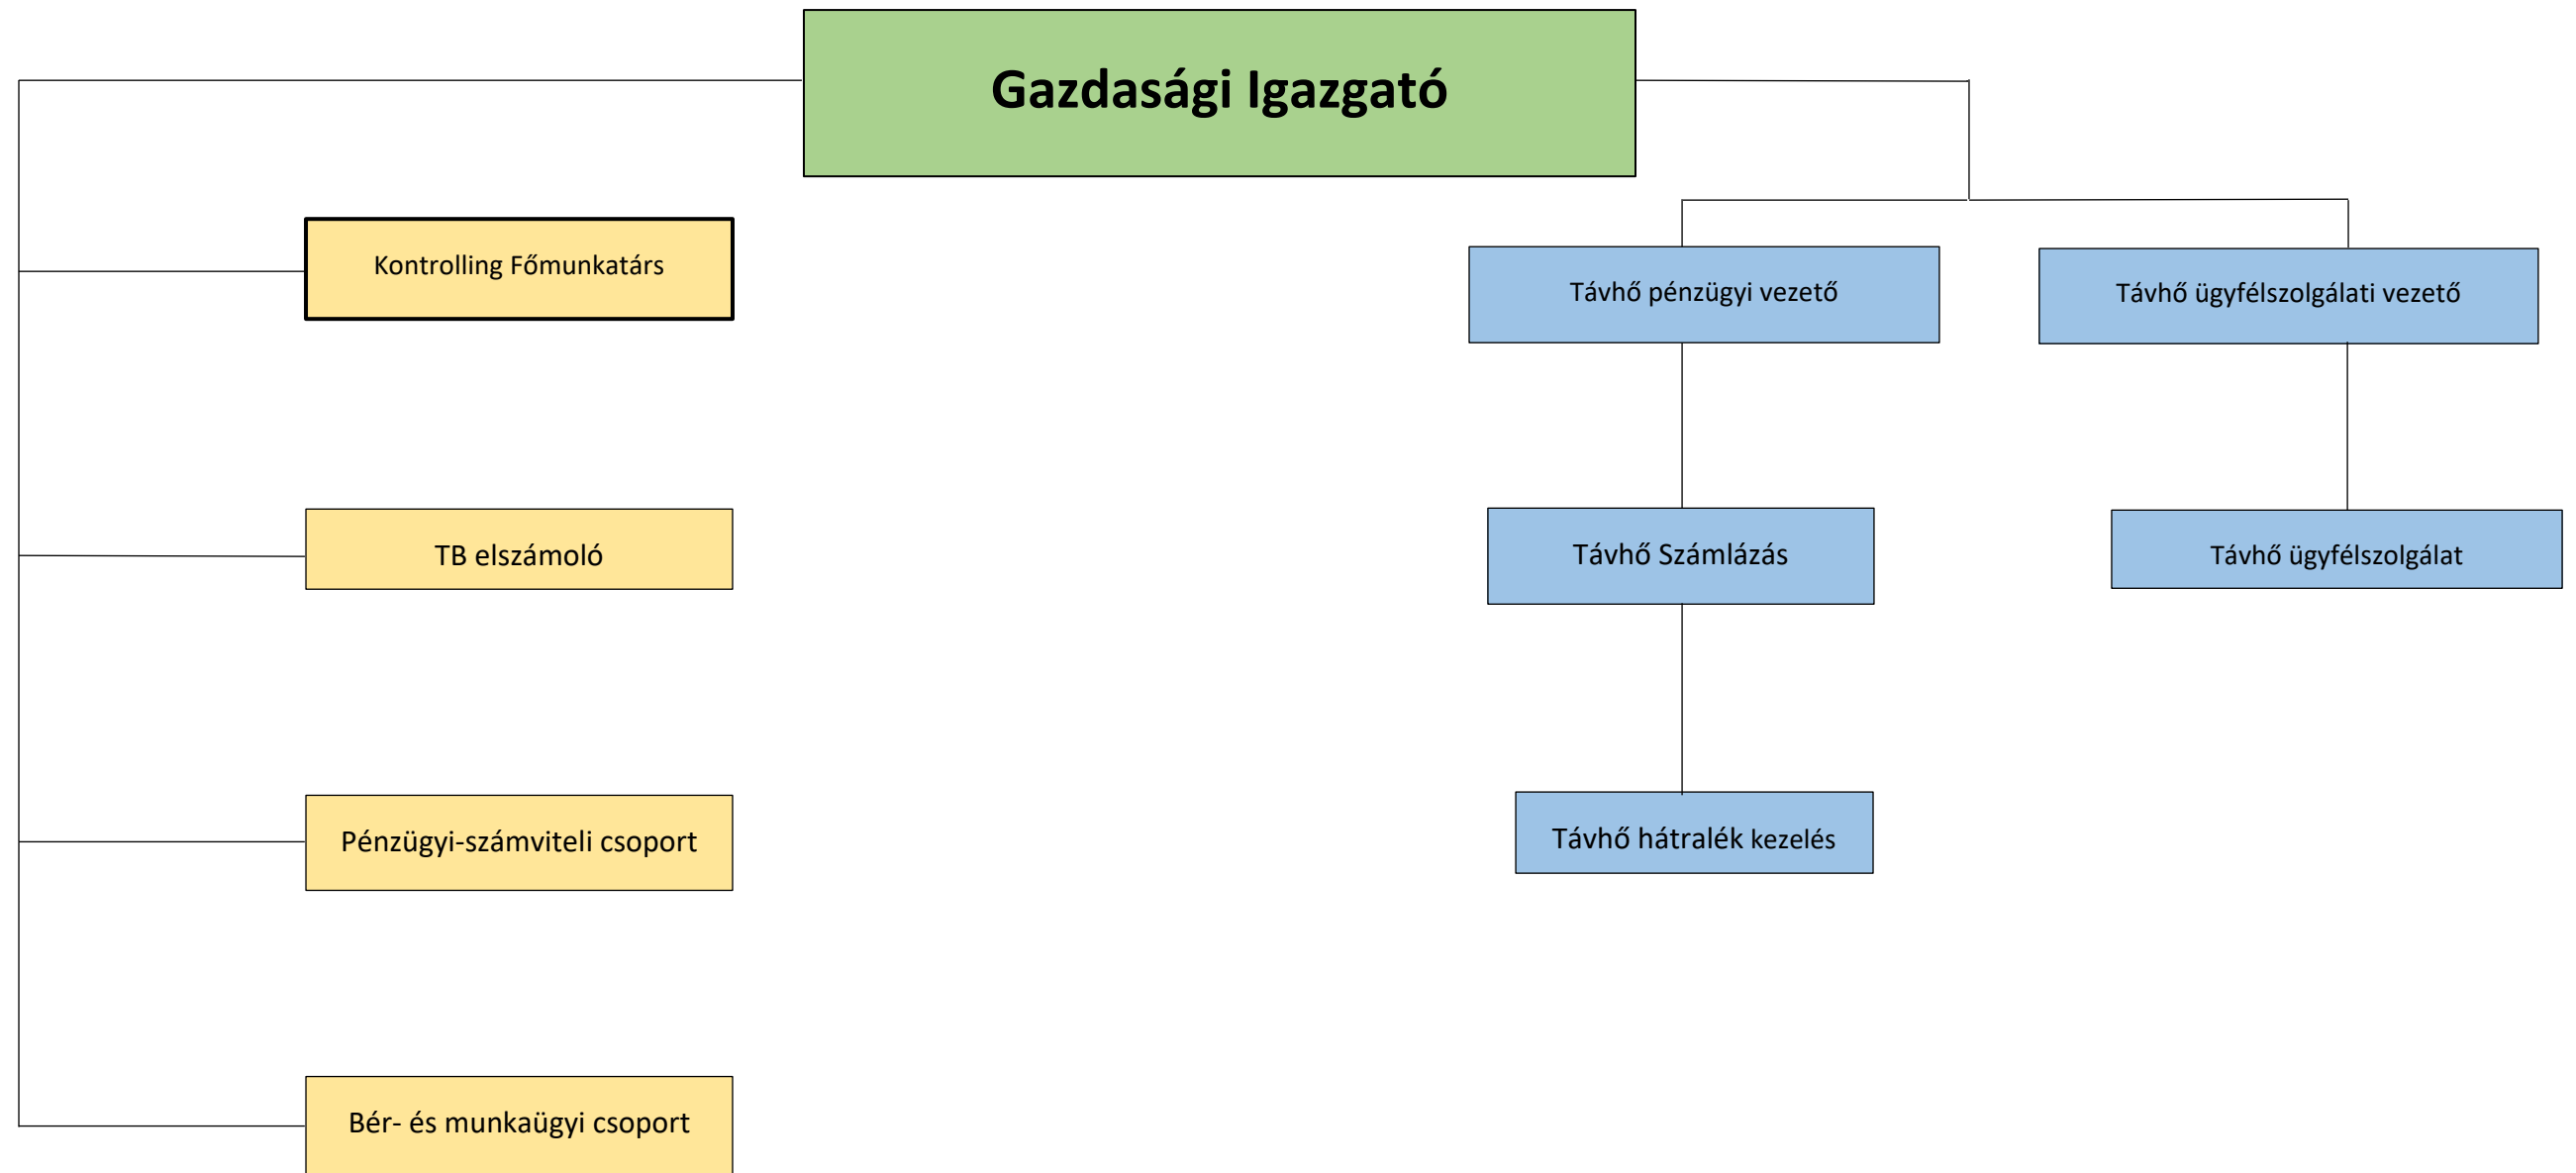 Gazdasági Igazgató
Kontrolling Főmunkatárs
Távhő pénzügyi vezető
Távhő ügyfélszolgálati vezető
TB elszámoló
Távhő Számlázás
Távhő ügyfélszolgálat
Pénzügyi-számviteli csoport
Távhő hátralék kezelés
Bér- és munkaügyi csoport